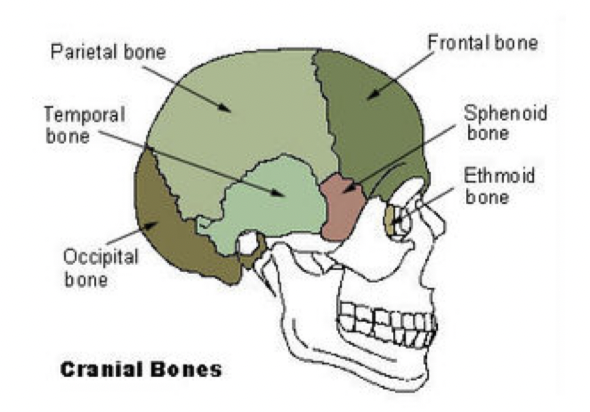 Parietal bone
Frontal bone
Temporal
bone
Sphenoid
bone
Ethmoid
bone
Occipital
bone
Cranial Bones